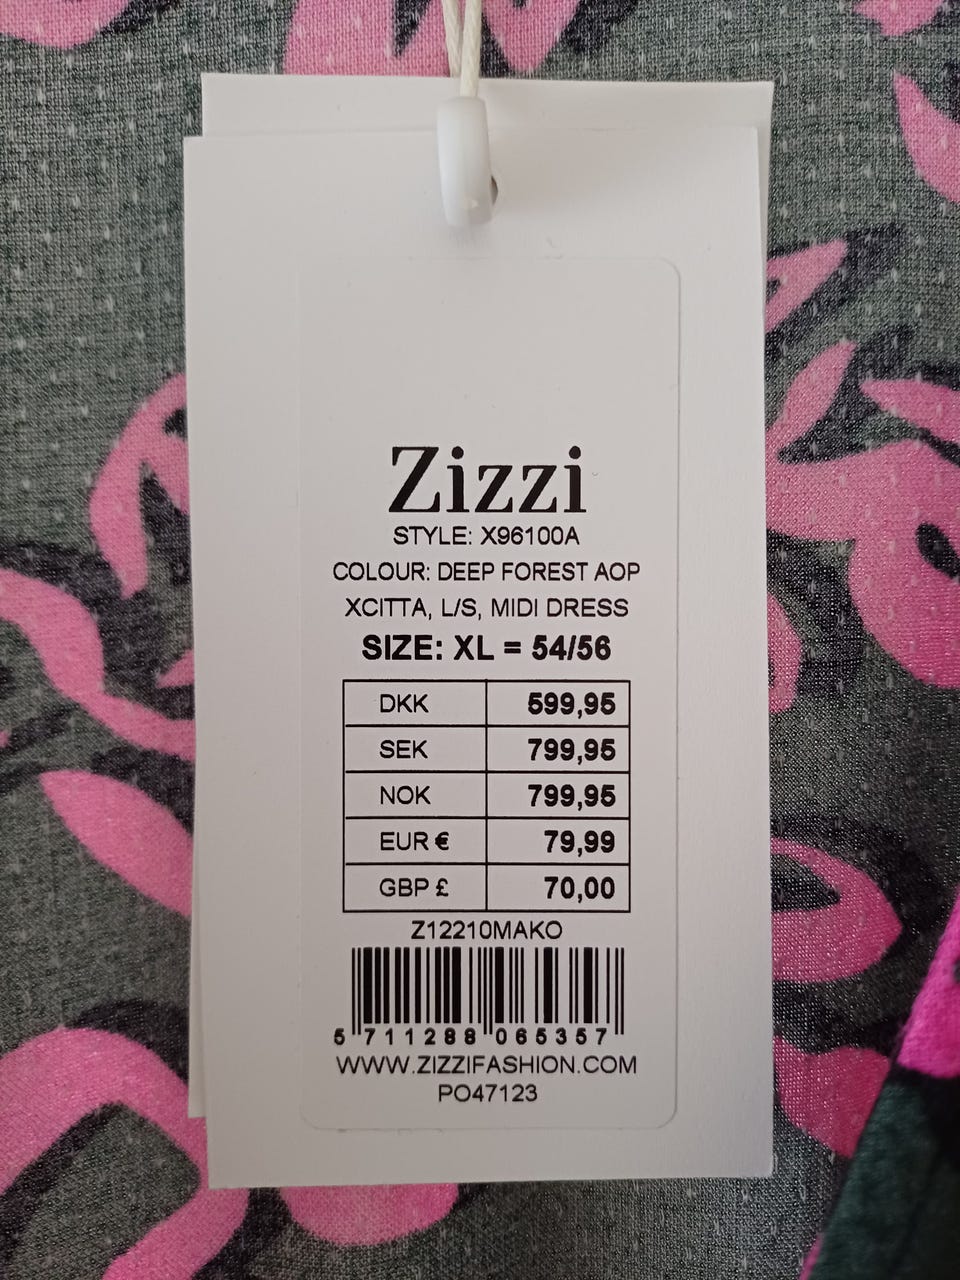 Zizzi
STYLE: X96100A
COLOUR: DEEP FOREST AOP
XCITTA, L/S, MIDI DRESS
SIZE: XL = 54/56
DKK 599,95
SEK 799,95
NOK 799,95
EUR € 79,99
GBP £ 70,00
Z12210MAKO
5 711288 065357
WWW.ZIZZIFASHION.COM
PO47123